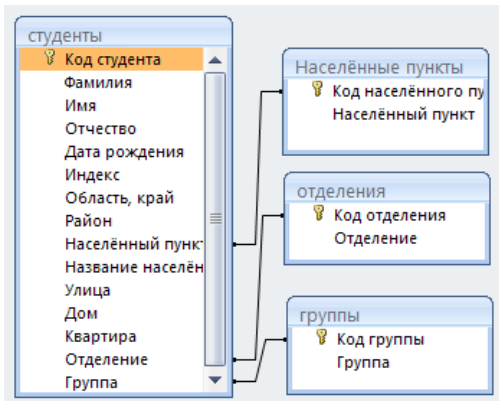 студенты
Код студента
Фамилия
Имя
Отчество
Дата рождения
Индекс
Область, край
Район
Населённый пункт
Название населён
Улица
Дом
Квартира
Отделение
Группа
Населённые пункты
Код населённого пу
Населённый пункт
отделения
Код отделения
Отделение
группы
Код группы
Группа